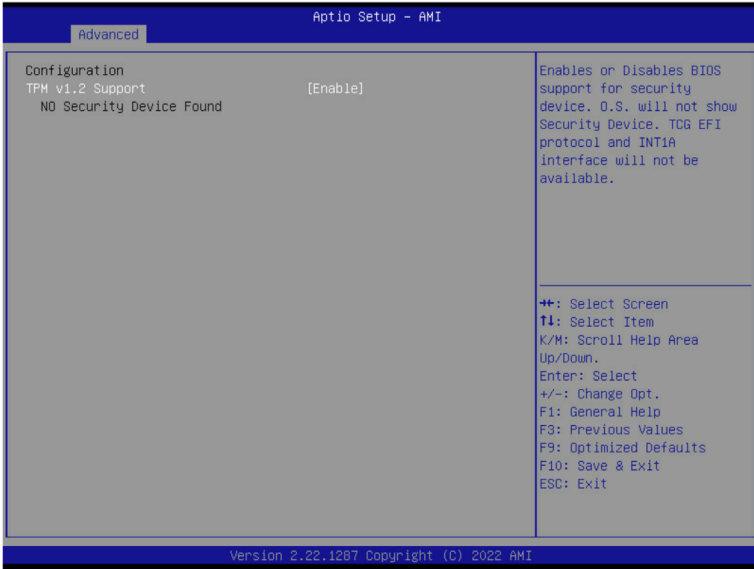 Aptio Setup – AMI
Advanced
Configuration
TPM v1.2 Support [Enable]
NO Security Device Found
Enables or Disables BIOS
support for security
device. O.S. will not show
Security Device. TCG EFI
protocol and INT1A
interface will not be
available.
→←: Select Screen
↑↓: Select Item
K/M: Scroll Help Area
Up/Down.
Enter: Select
+/-: Change Opt.
F1: General Help
F3: Previous Values
F9: Optimized Defaults
F10: Save & Exit
ESC: Exit
Version 2.22.1287 Copyright (C) 2022 AMI